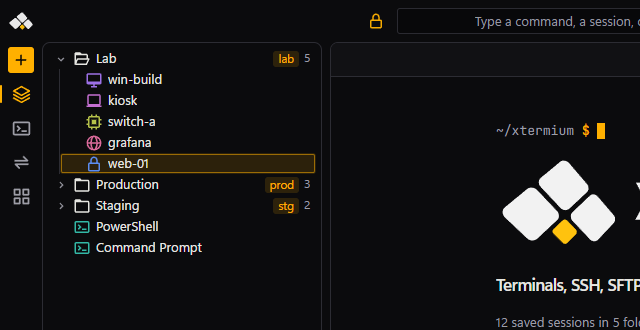 Type a command, a session,
Lab lab 5
win-build
kiosk
switch-a
grafana
web-01
Production prod 3
Staging stg 2
PowerShell
Command Prompt
~/xtermium $
Terminals, SSH, SFTP
12 saved sessions in 5